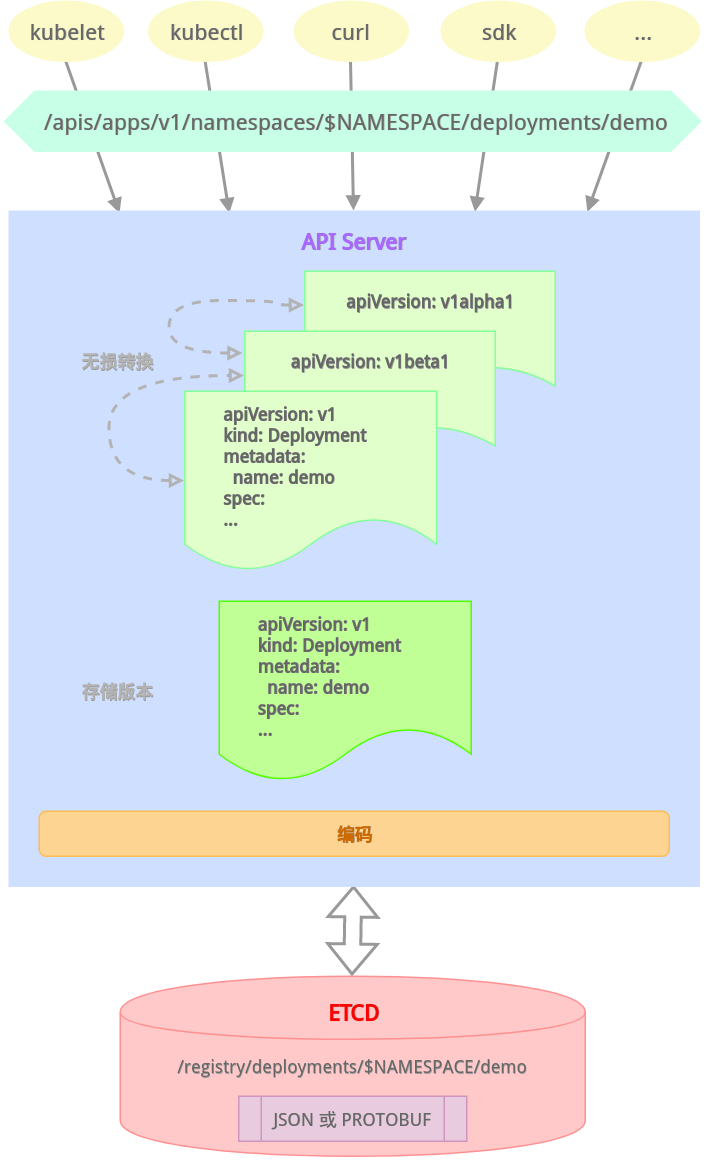 kubelet
kubectl
curl
sdk
...
/apis/apps/v1/namespaces/$NAMESPACE/deployments/demo
API Server
apiVersion: v1alpha1
无损转换
apiVersion: v1beta1
apiVersion: v1
kind: Deployment
metadata:
  name: demo
spec:
...
存储版本
apiVersion: v1
kind: Deployment
metadata:
  name: demo
spec:
...
编码
ETCD
/registry/deployments/$NAMESPACE/demo
JSON 或 PROTOBUF